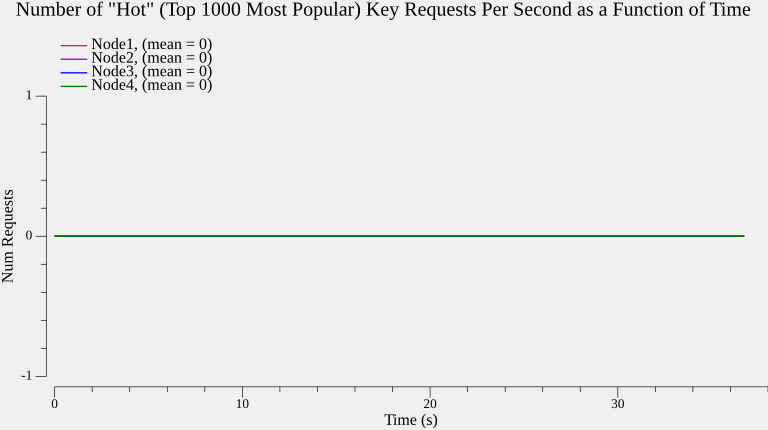 Number of "Hot" (Top 1000 Most Popular) Key Requests Per Second as a Function of Time
Node1, (mean = 0)
Node2, (mean = 0)
Node3, (mean = 0)
Node4, (mean = 0)
1
0
-1
Num Requests
0 10 20 30
Time (s)